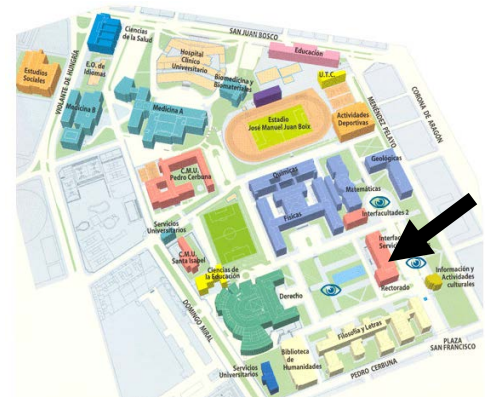 SAN JUAN BOSCO
Ciencias
de la Salud
VIOLANTE DE HUNGRÍA
E.O. de
Idiomas
Hospital
Clínico
Universitario
Educación
Estudios
Sociales
Biomedicina y
Biomateriales
U.T.C.
CORONA DE ARAGÓN
MENÉNDEZ PELAYO
Medicina B
Medicina A
Estadio
José Manuel Juan Boix
Actividades
Deportivas
C.M.U.
Pedro Cerbuna
Químicas
Geológicas
Matemáticas
Físicas
Interfacultades 2
Servicios
Universitarios
C.M.U.
Santa Isabel
Ciencias de
la Educación
Rectorado
Información y
Actividades
culturales
Derecho
DOMINGO MIRAL
Filosofía y Letras
PLAZA
SAN FRANCISCO
Biblioteca
de
Humanidades
PEDRO CERBUNA
Servicios
Universitarios